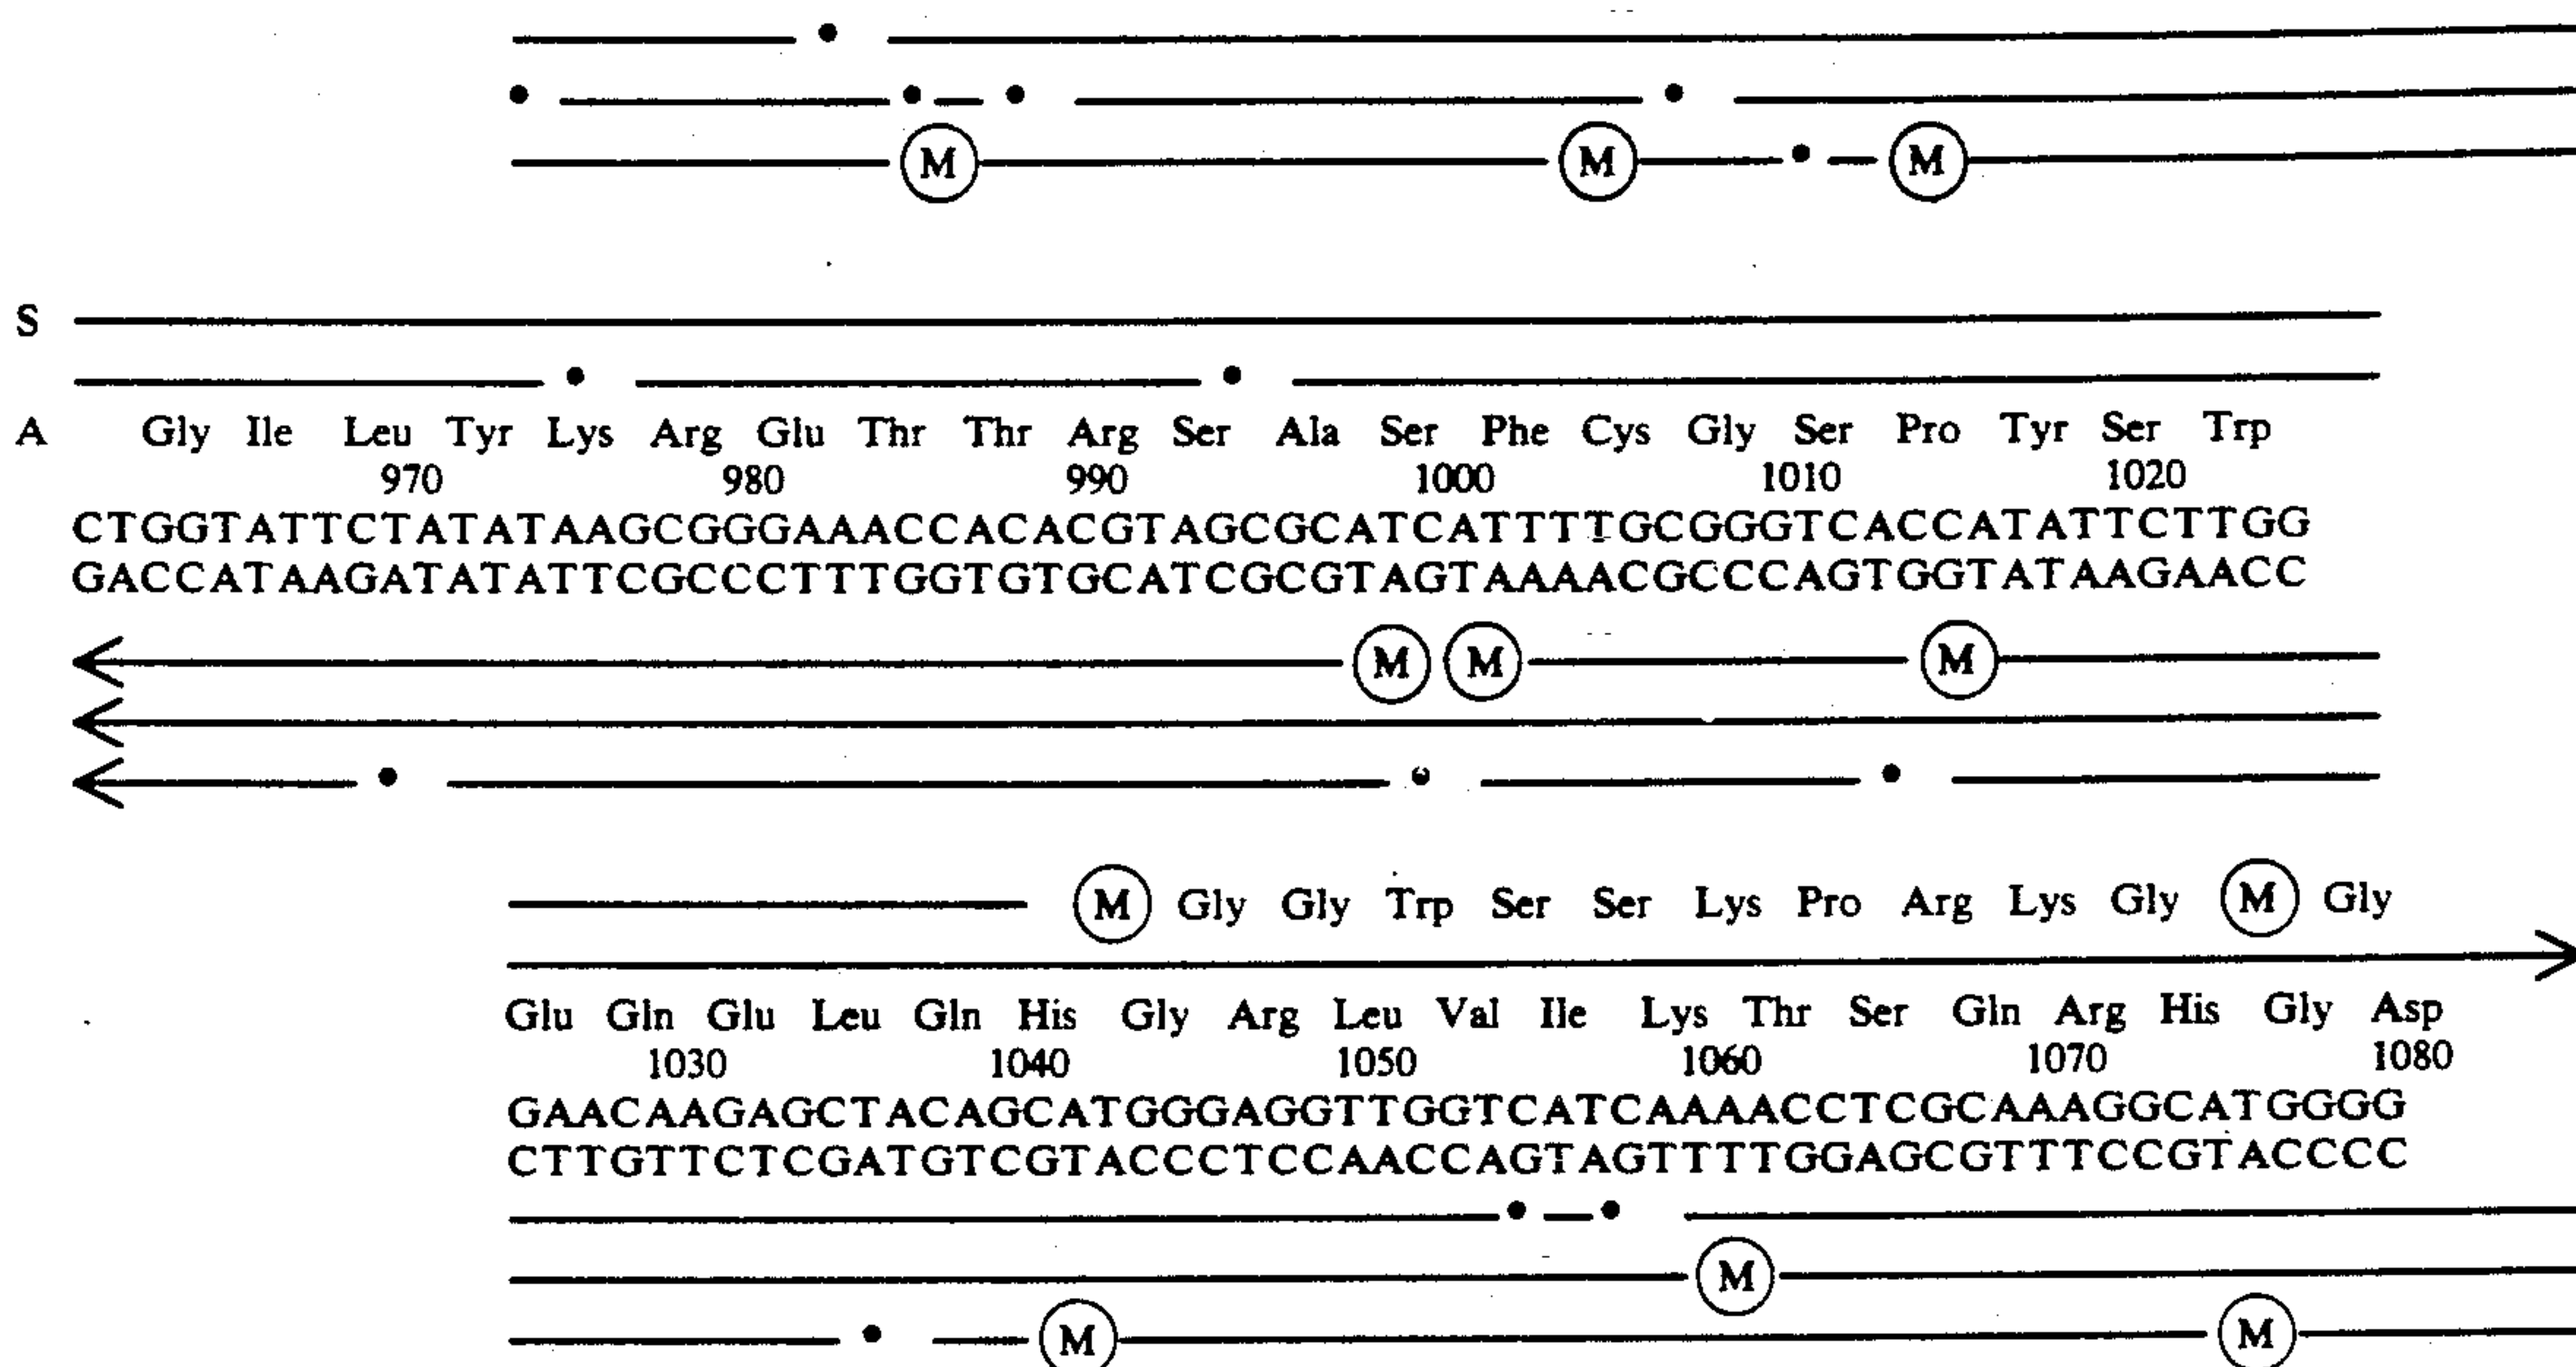 M M M
S
A Gly Ile Leu Tyr Lys Arg Glu Thr Thr Arg Ser Ala Ser Phe Cys Gly Ser Pro Tyr Ser Trp
970 980 990 1000 1010 1020
CTGGTATTCTATATAAGCGGGAAACCACACGTAGCGCATCATTTTGCGGGTCACCATATTCTTGG
GACCATAAGATATATTCGCCCTTTGGTGTGCATCGCGTAGTAAAACGCCCAGTGGTATAAGAACC
M M M
M Gly Gly Trp Ser Ser Lys Pro Arg Lys Gly M Gly
Glu Gln Glu Leu Gln His Gly Arg Leu Val Ile Lys Thr Ser Gln Arg His Gly Asp
1030 1040 1050 1060 1070 1080
GAACAAGAGCTACAGCATGGGAGGTTGGTCATCAAAACCTCGCAAAGGCATGGGG
CTTGTTCTCGATGTCGTACCCTCCAACCAGTAGTTTTGGAGCGTTTCCGTACCCC
M
M M